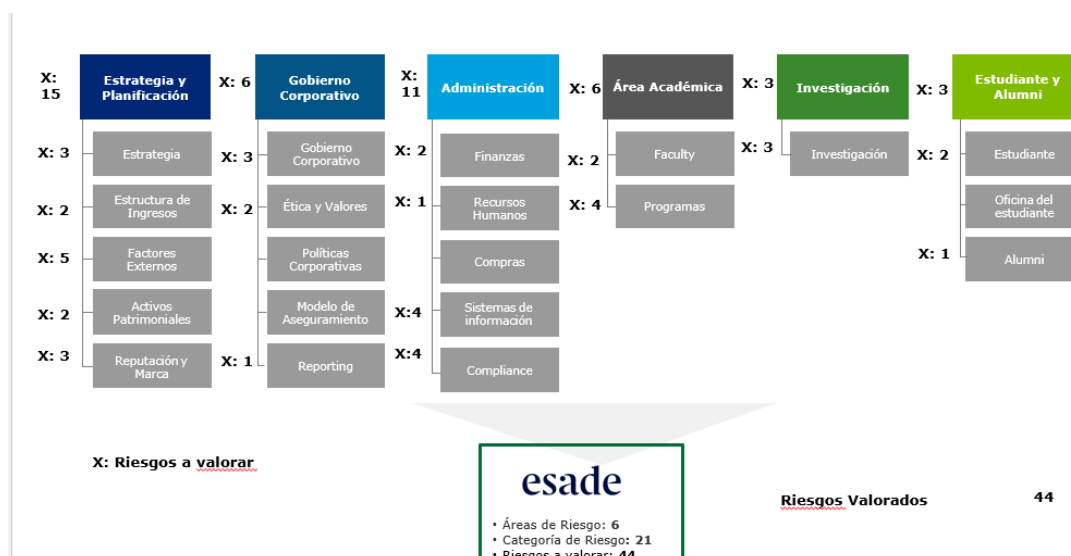 X:
15
Estrategia y
Planificación
X: 6
Gobierno
Corporativo
X:
11
Administración
X: 6
Área Académica
X: 3
Investigación
X: 3
Estudiante y
Alumni
X: 3
Estrategia
X: 2
Estructura de
Ingresos
X: 5
Factores
Externos
X: 2
Activos
Patrimoniales
X: 3
Reputación y
Marca
X: 3
Gobierno
Corporativo
X: 2
Ética y Valores
Políticas
Corporativas
Modelo de
Aseguramiento
X: 1
Reporting
X: 2
Finanzas
X: 1
Recursos
Humanos
Compras
X:4
Sistemas de
información
X:4
Compliance
X: 2
Faculty
X: 4
Programas
X: 3
Investigación
X: 2
Estudiante
Oficina del
estudiante
X: 1
Alumni
X: Riesgos a valorar
esade
• Áreas de Riesgo: 6
• Categoría de Riesgo: 21
• Riesgos a valorar: 44
Riesgos Valorados 44